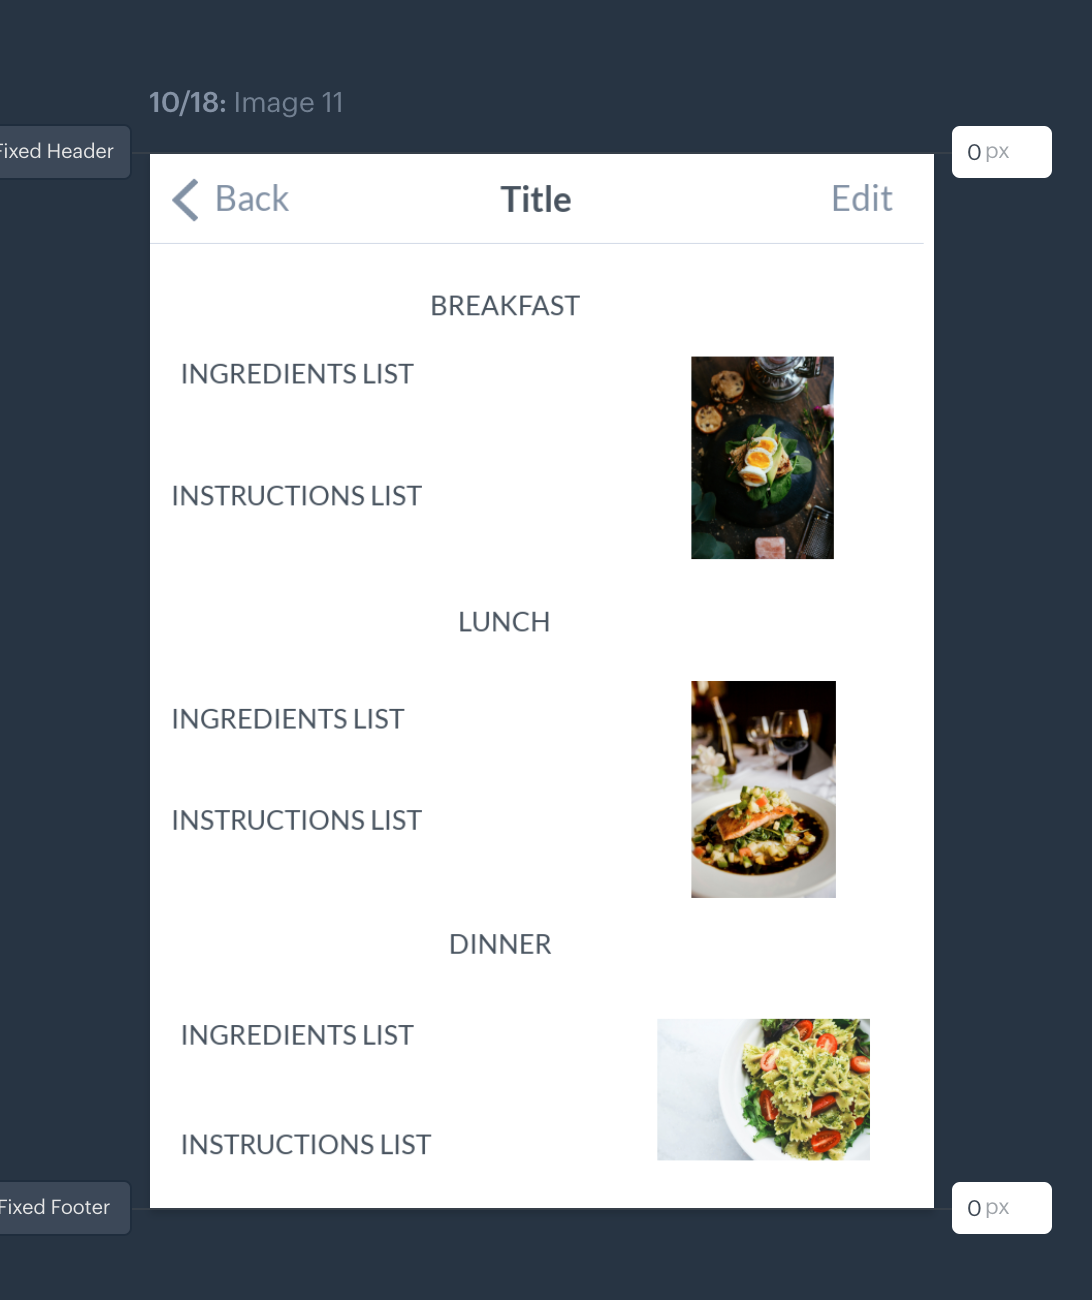 10/18: Image 11
Fixed Header
0 px
Back
Title
Edit
BREAKFAST
INGREDIENTS LIST
INSTRUCTIONS LIST
LUNCH
INGREDIENTS LIST
INSTRUCTIONS LIST
DINNER
INGREDIENTS LIST
INSTRUCTIONS LIST
Fixed Footer
0 px